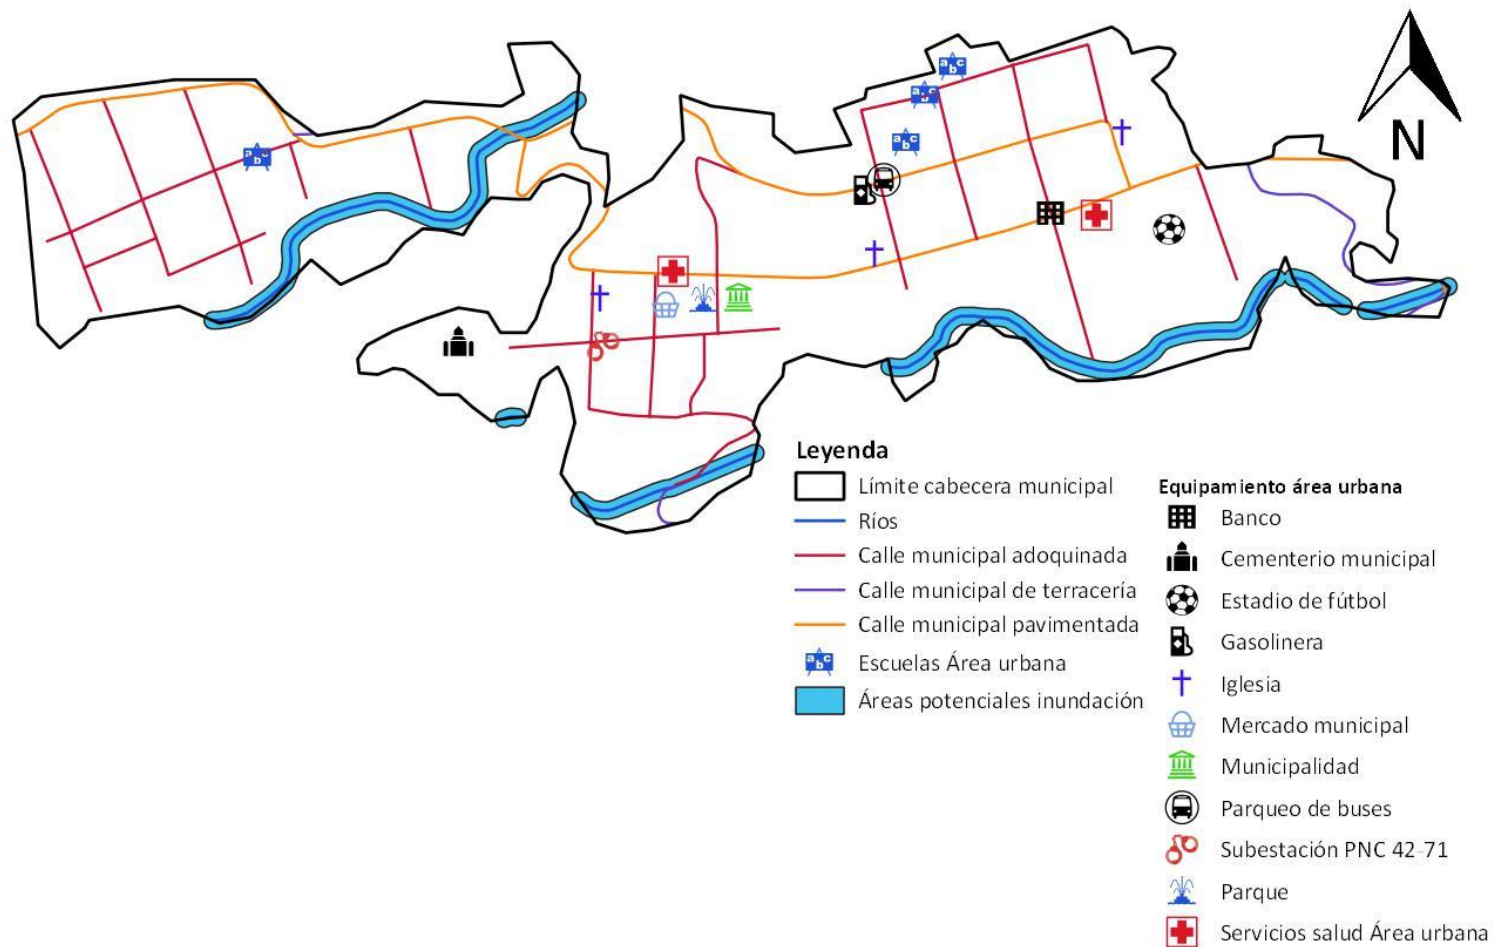 N
Leyenda
Límite cabecera municipal
Ríos
Calle municipal adoquinada
Calle municipal de terracería
Calle municipal pavimentada
abc Escuelas Área urbana
Áreas potenciales inundación
Equipamiento área urbana
Banco
Cementerio municipal
Estadio de fútbol
Gasolinera
Iglesia
Mercado municipal
Municipalidad
Parqueo de buses
Subestación PNC 42-71
Parque
Servicios salud Área urbana